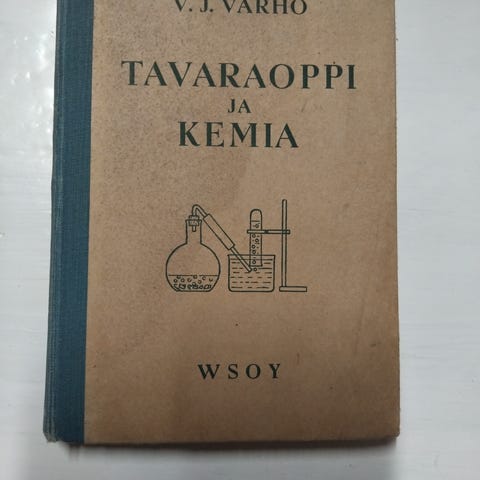 V. J. VARHO
TAVARAOPPI
JA
KEMIA
WSOY